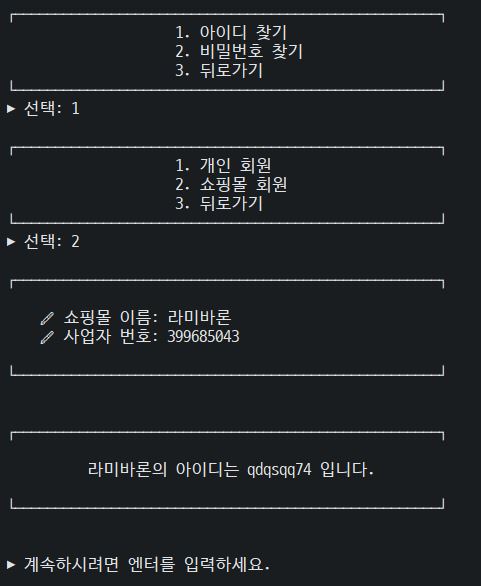 1. 아이디 찾기
2. 비밀번호 찾기
3. 뒤로가기
▶ 선택: 1
1. 개인 회원
2. 쇼핑몰 회원
3. 뒤로가기
▶ 선택: 2
🖉 쇼핑몰 이름: 라미바론
🖉 사업자 번호: 399685043
라미바론의 아이디는 qdqsqq74 입니다.
▶ 계속하시려면 엔터를 입력하세요.